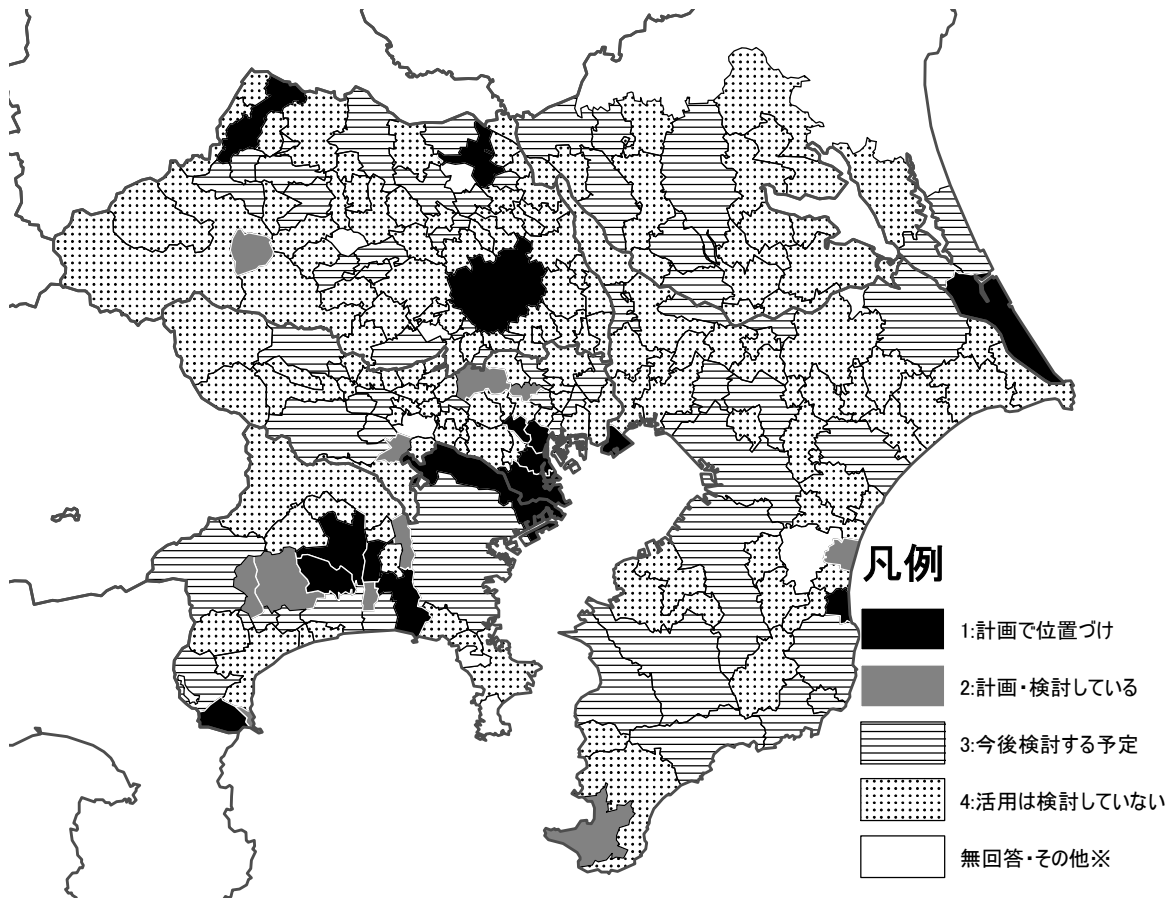 凡例
1:計画で位置づけ
2:計画・検討している
3:今後検討する予定
4:活用は検討していない
無回答・その他※